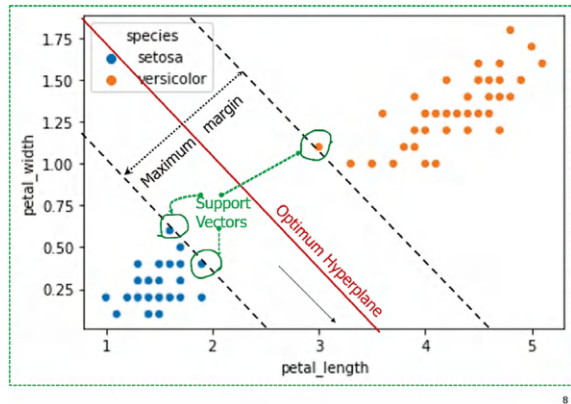 species
setosa
versicolor
1.75
1.50
1.25
1.00
0.75
0.50
0.25
petal_width
Maximum margin
Support
Vectors
Optimum Hyperplane
1
2
3
4
5
petal_length
8